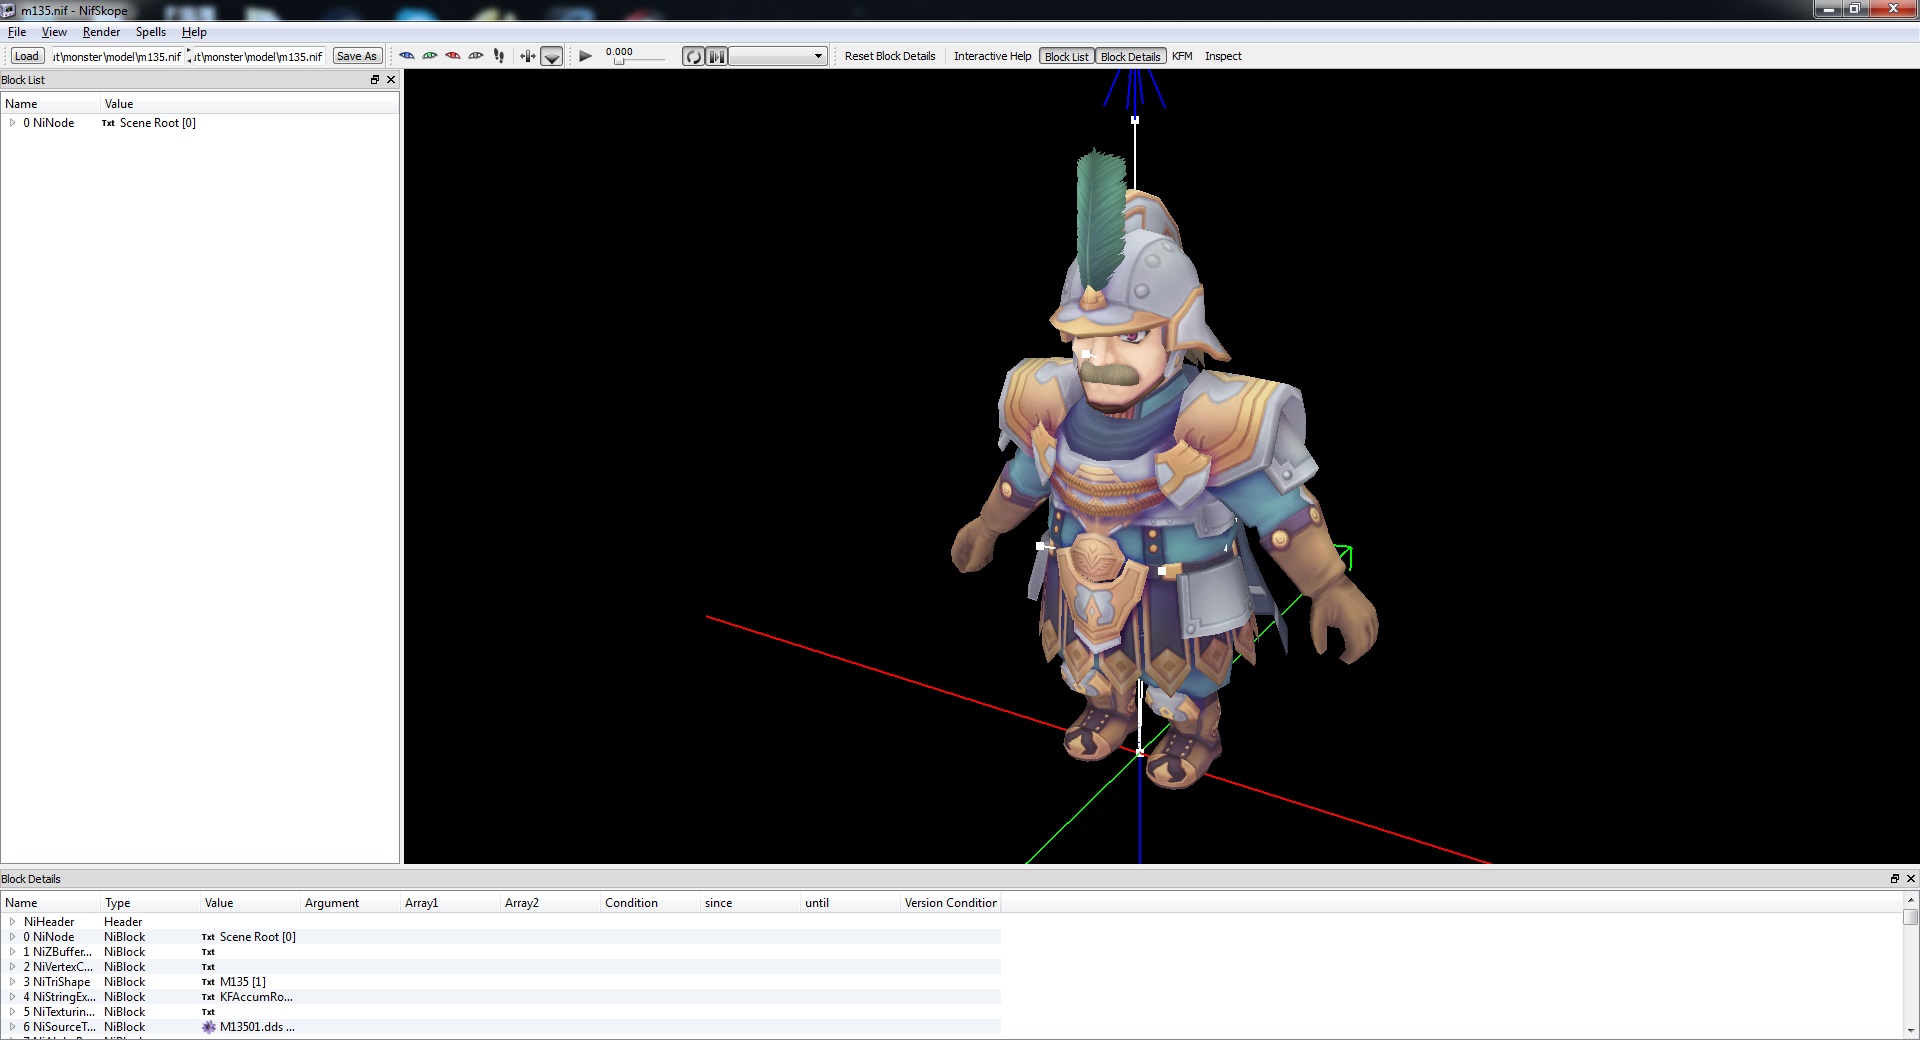 m135.nif - NifSkope
File View Render Spells Help
Load ut\monster\model\m135.nif ut\monster\model\m135.nif Save As 0.000 Reset Block Details Interactive Help Block List Block Details KFM Inspect
Block List
Name Value
0 NiNode Txt Scene Root [0]
Block Details
Name Type Value Argument Array1 Array2 Condition since until Version Condition
NiHeader Header
0 NiNode NiBlock Txt Scene Root [0]
1 NiZBuffer... NiBlock Txt
2 NiVertexC... NiBlock Txt
3 NiTriShape NiBlock Txt M135 [1]
4 NiStringEx... NiBlock Txt KFAccumRo...
5 NiTexturin... NiBlock Txt
6 NiSourceT... NiBlock M13501.dds ...